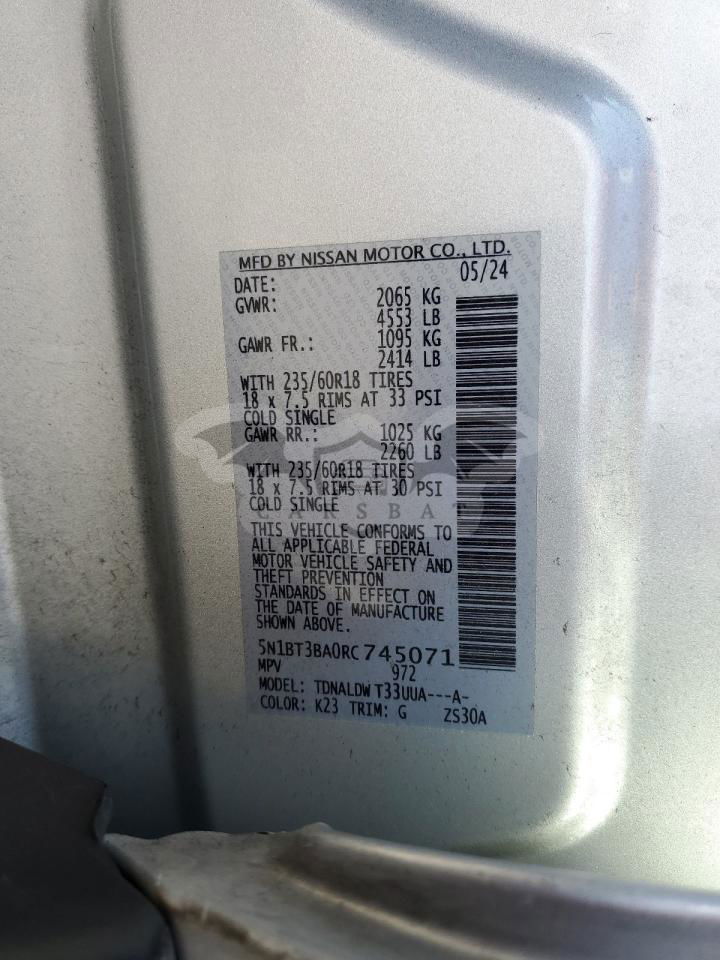 MFD BY NISSAN MOTOR CO., LTD.
DATE: 05/24
GVWR: 2065 KG
4553 LB
GAWR FR.: 1095 KG
2414 LB
WITH 235/60R18 TIRES
18 x 7.5 RIMS AT 33 PSI
COLD SINGLE
GAWR RR.: 1025 KG
2260 LB
WITH 235/60R18 TIRES
18 x 7.5 RIMS AT 30 PSI
COLD SINGLE
CARSBAT
THIS VEHICLE CONFORMS TO
ALL APPLICABLE FEDERAL
MOTOR VEHICLE SAFETY AND
THEFT PREVENTION
STANDARDS IN EFFECT ON
THE DATE OF MANUFACTURE
SHOWN ABOVE.
5N1BT3BA0RC745071
MPV 972
MODEL: TDNALDW T33UUA---A-
COLOR: K23 TRIM: G ZS30A